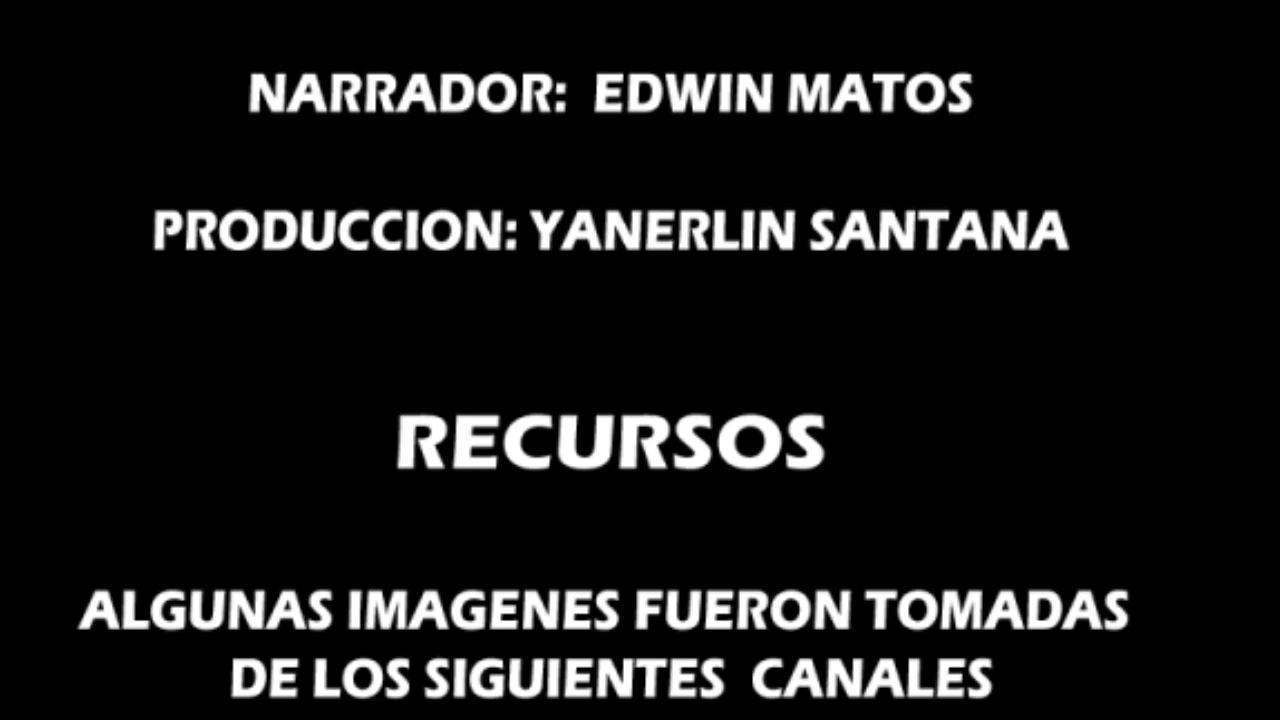 NARRADOR:  EDWIN MATOS
PRODUCCION: YANERLIN SANTANA
RECURSOS
ALGUNAS IMAGENES FUERON TOMADAS
DE LOS SIGUIENTES  CANALES